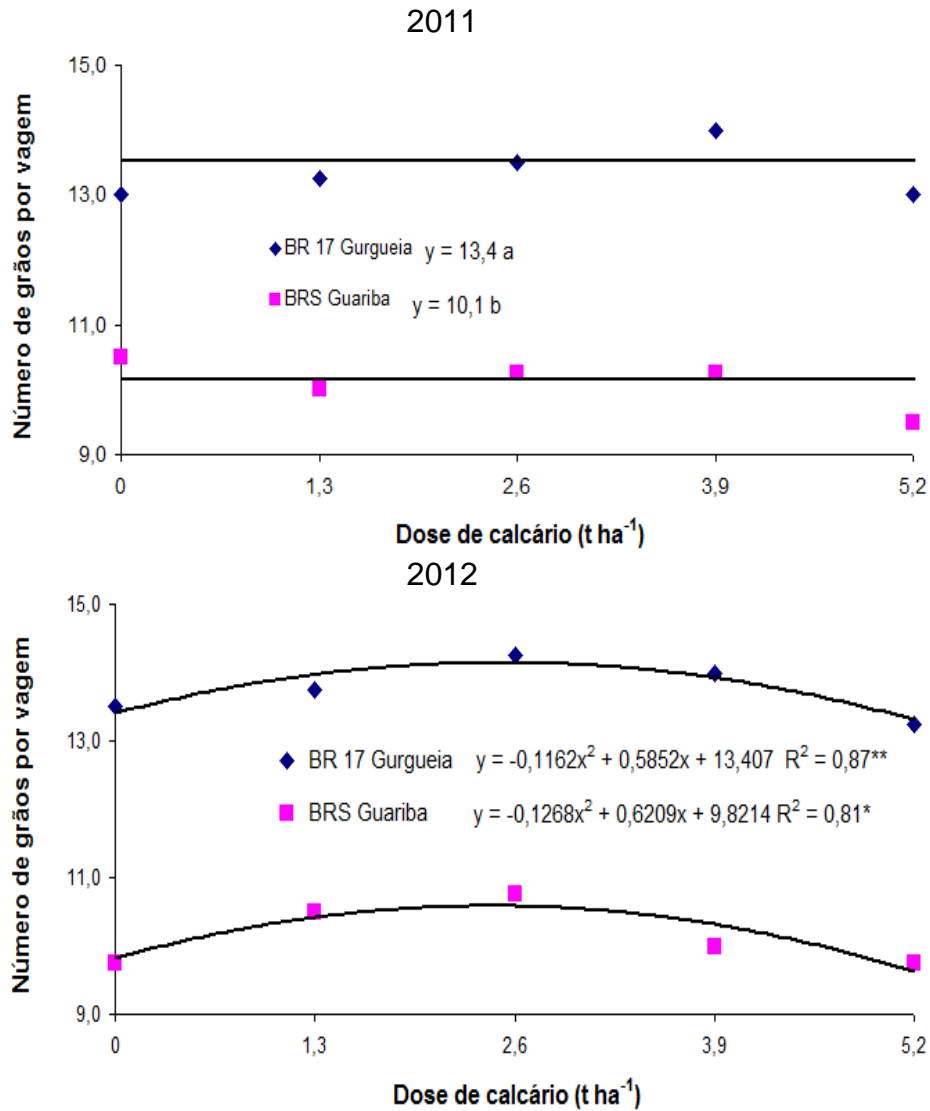 2011
Número de grãos por vagem
15,0
13,0
11,0
9,0
BR 17 Gurgueia y = 13,4 a
BRS Guariba y = 10,1 b
0 1,3 2,6 3,9 5,2
Dose de calcário (t ha⁻¹)
2012
Número de grãos por vagem
15,0
13,0
11,0
9,0
BR 17 Gurgueia y = -0,1162x² + 0,5852x + 13,407 R² = 0,87**
BRS Guariba y = -0,1268x² + 0,6209x + 9,8214 R² = 0,81*
0 1,3 2,6 3,9 5,2
Dose de calcário (t ha⁻¹)